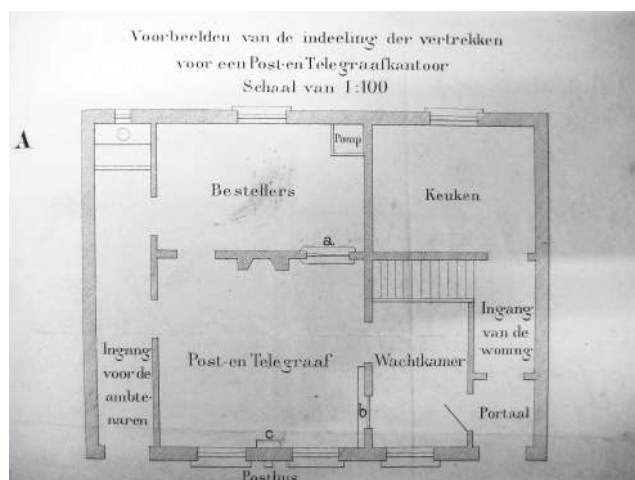 Voorbeelden van de indeeling der vertrekken
voor een Post-en Telegraafkantoor
Schaal van 1:100
A
Pomp
Bestellers
Keuken
a
Ingang
voor de
ambte-
naren
Post-en Telegraaf
Wachtkamer
Ingang
van de
woning
b
Portaal
c
Postbus